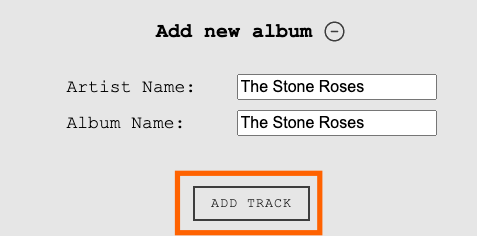 Add new album
Artist Name: The Stone Roses
Album Name: The Stone Roses
ADD TRACK